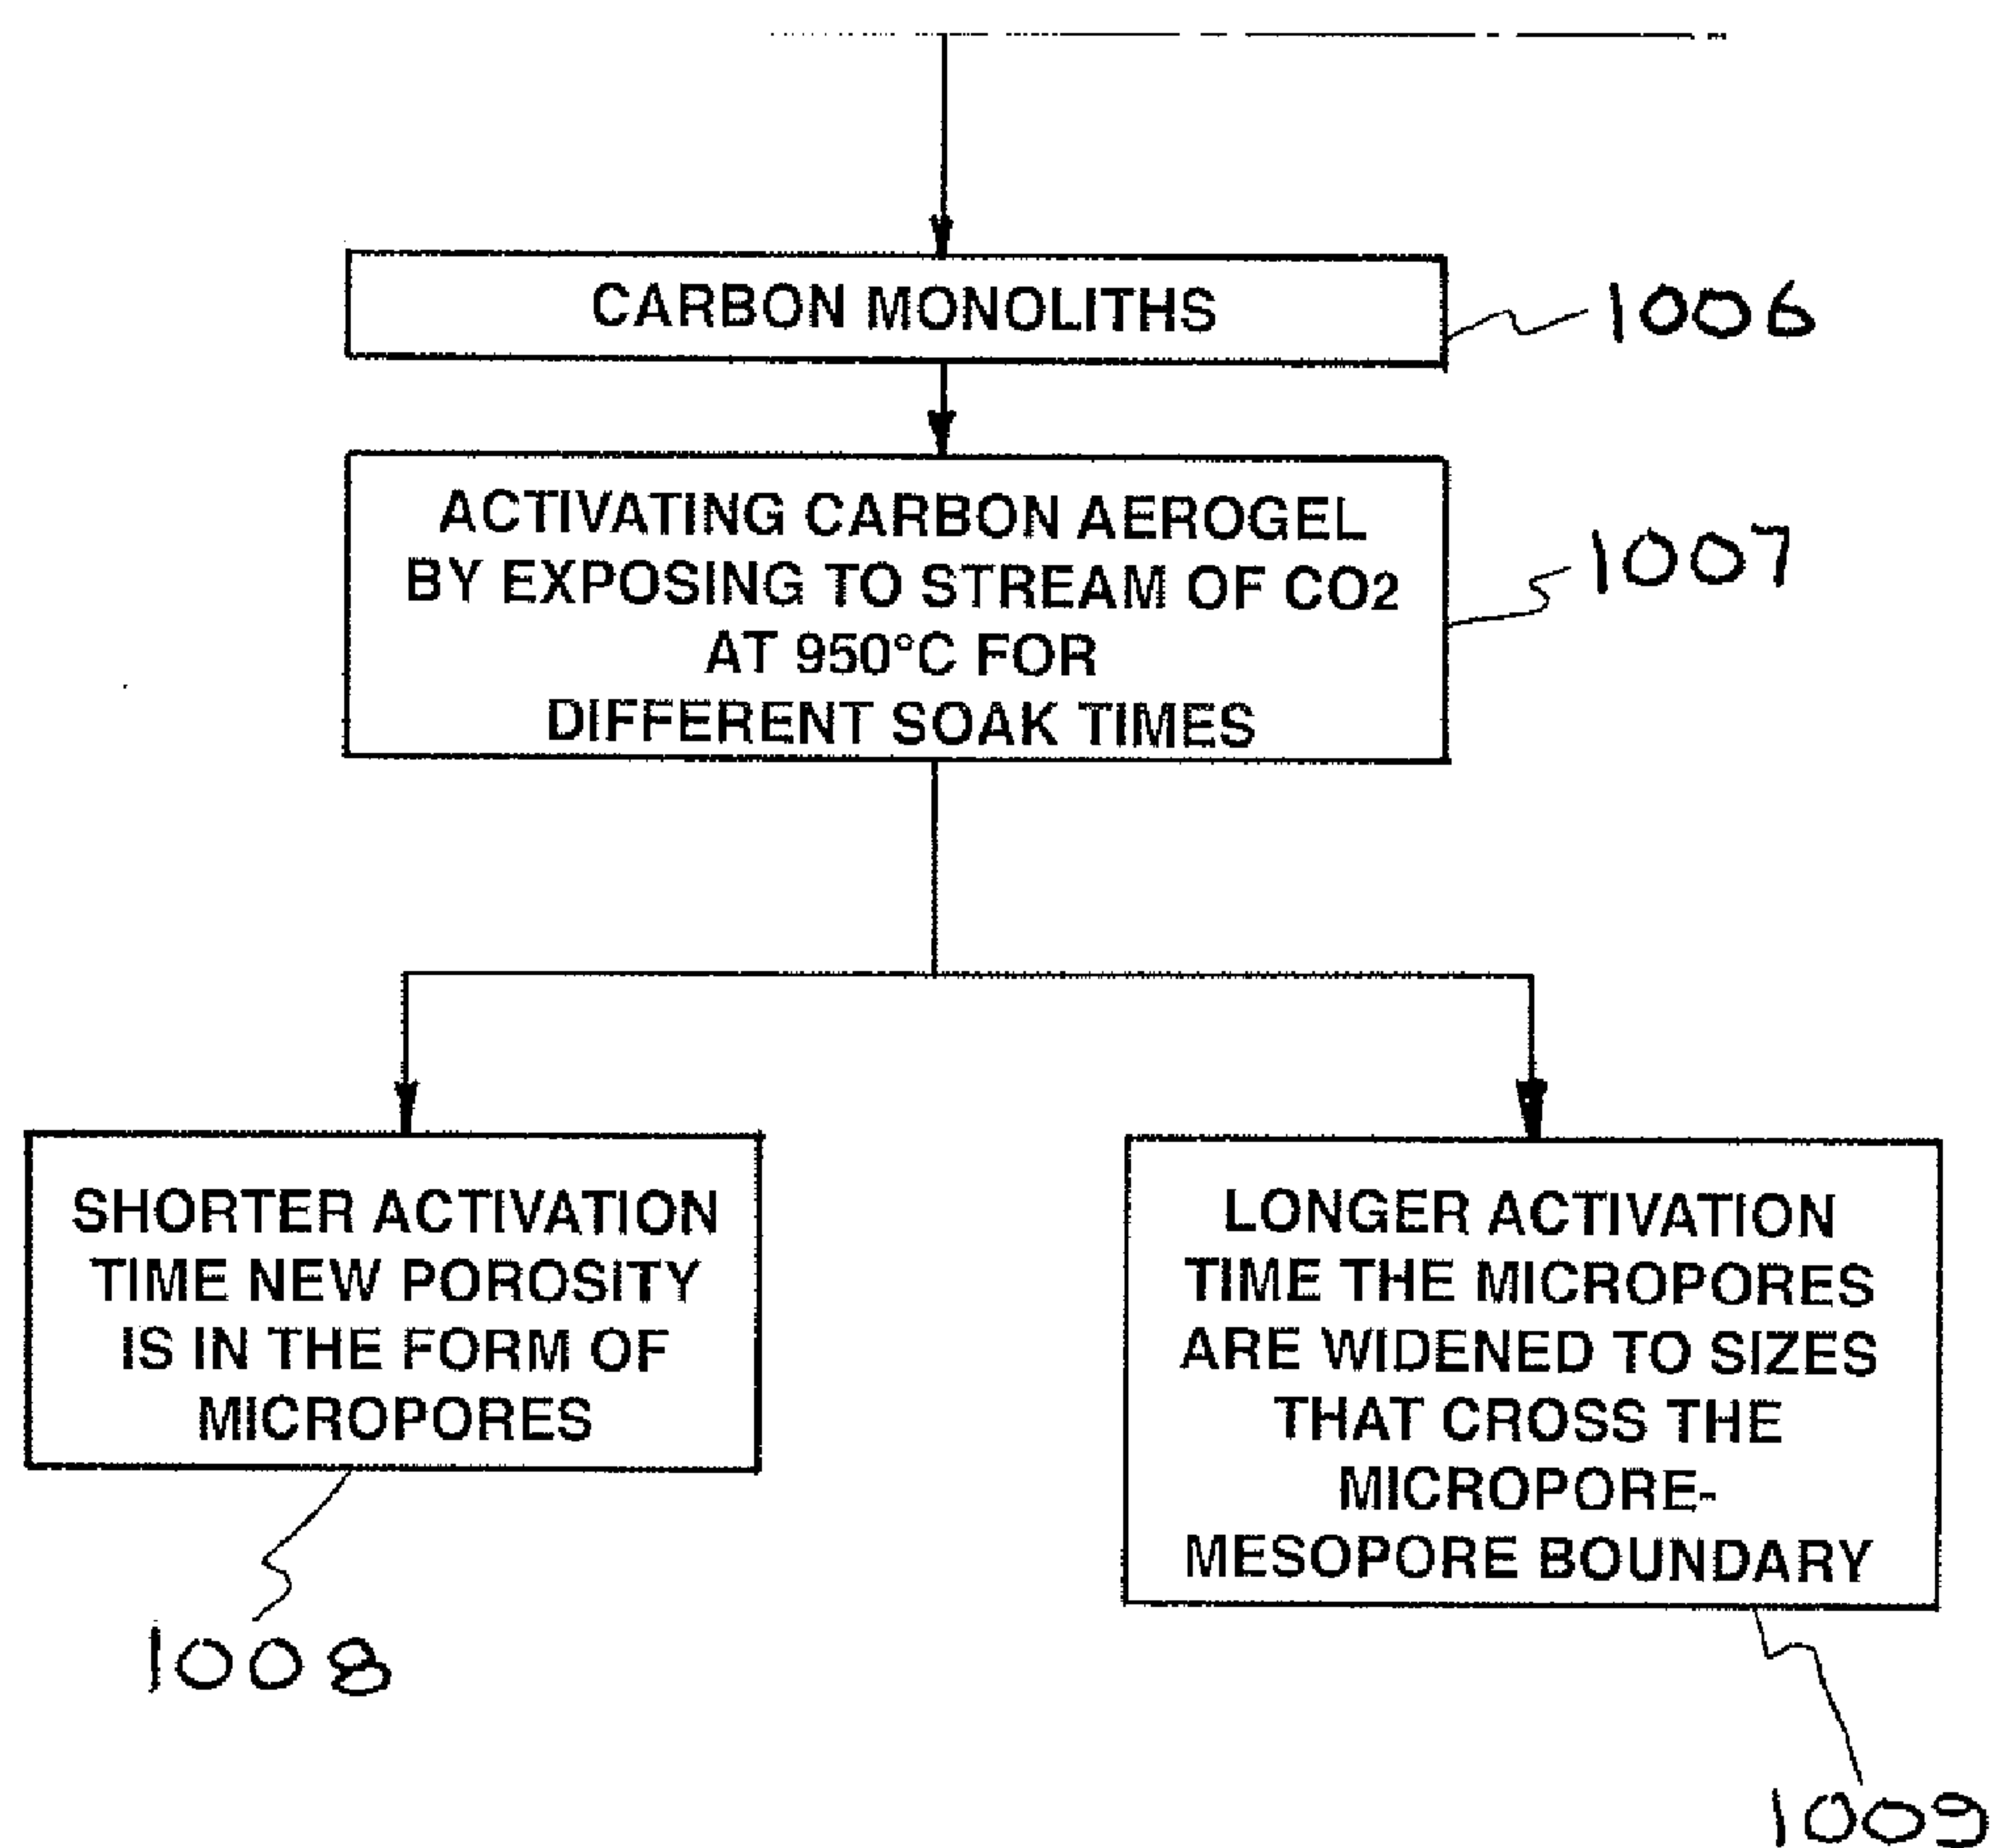 CARBON MONOLITHS
1006
ACTIVATING CARBON AEROGEL
BY EXPOSING TO STREAM OF CO2
AT 950°C FOR
DIFFERENT SOAK TIMES
1007
SHORTER ACTIVATION
TIME NEW POROSITY
IS IN THE FORM OF
MICROPORES
1008
LONGER ACTIVATION
TIME THE MICROPORES
ARE WIDENED TO SIZES
THAT CROSS THE
MICROPORE-
MESOPORE BOUNDARY
1009